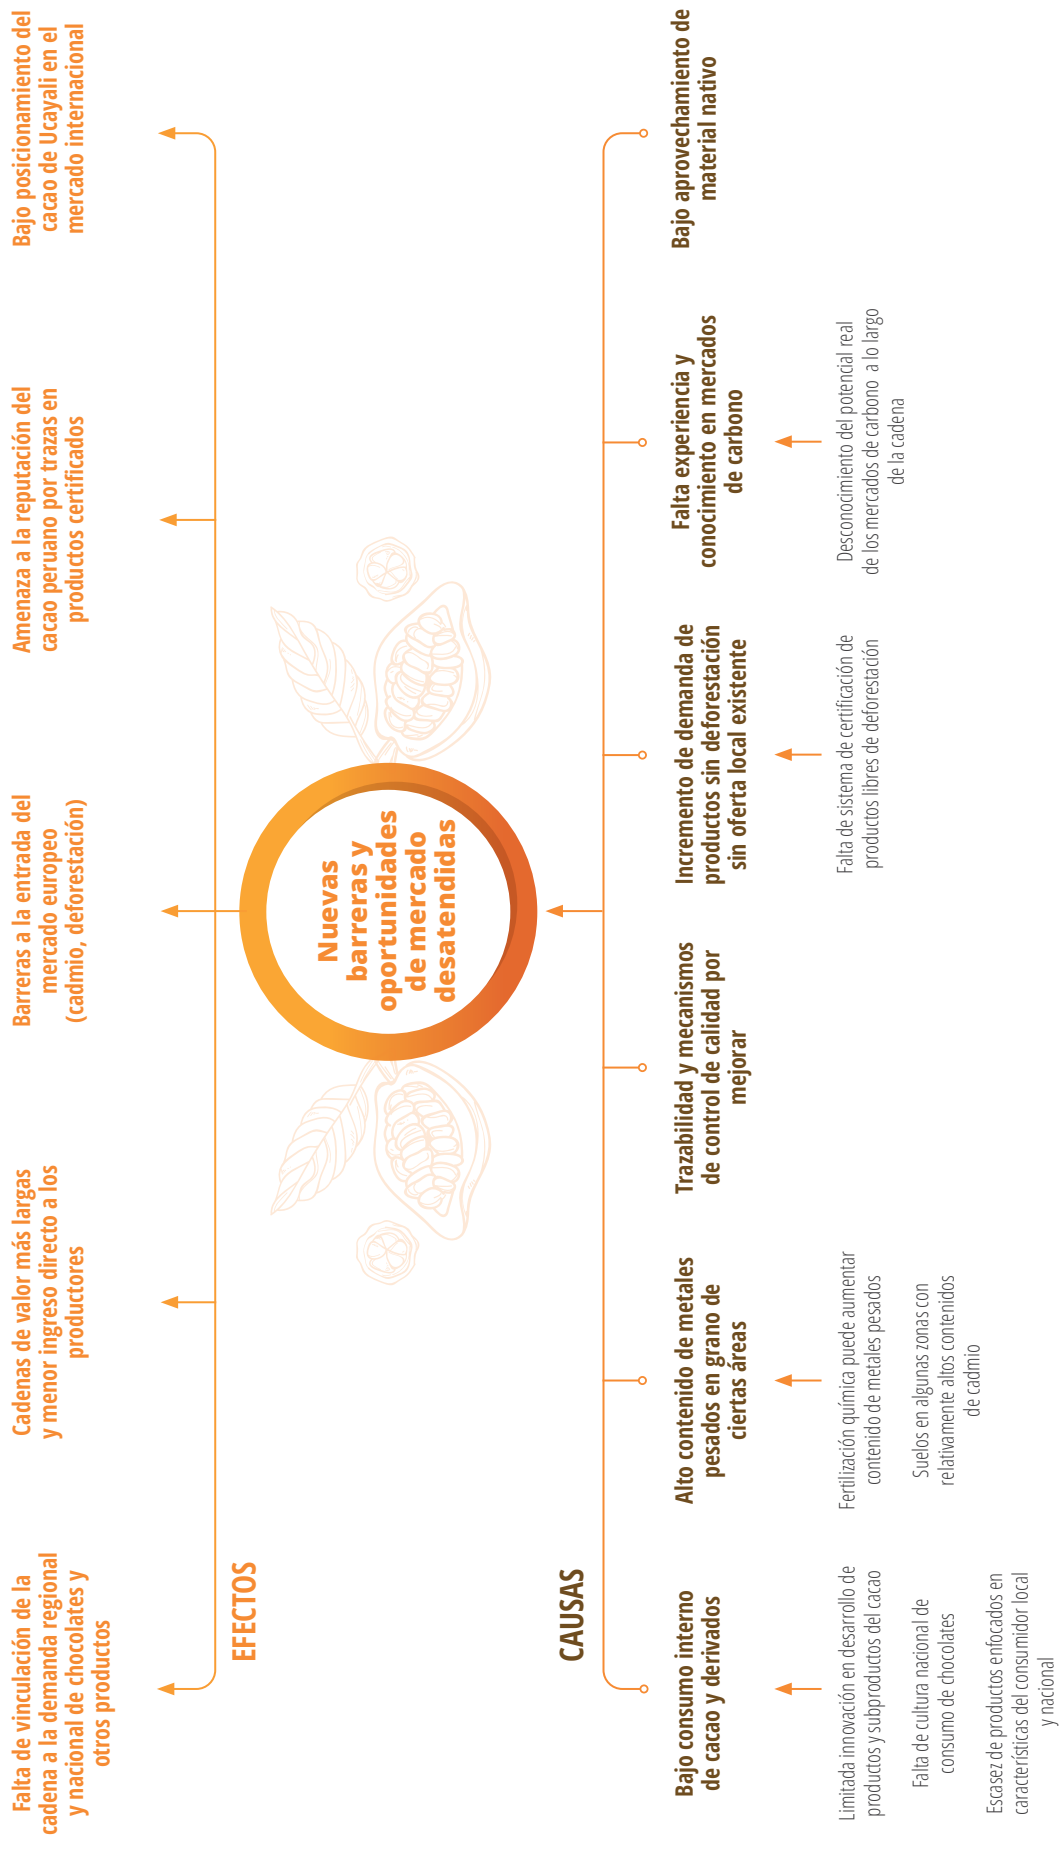 Falta de vinculación de la
cadena a la demanda regional
y nacional de chocolates y
otros productos
Cadenas de valor más largas
y menor ingreso directo a los
productores
Barreras a la entrada del
mercado europeo
(cadmio, deforestación)
Amenaza a la reputación del
cacao peruano por trazas en
productos certificados
Bajo posicionamiento del
cacao de Ucayali en el
mercado internacional
EFECTOS
Nuevas
barreras y
oportunidades
de mercado
desatendidas
CAUSAS
Bajo consumo interno
de cacao y derivados
Alto contenido de metales
pesados en grano de
ciertas áreas
Trazabilidad y mecanismos
de control de calidad por
mejorar
Incremento de demanda de
productos sin deforestación
sin oferta local existente
Falta experiencia y
conocimiento en mercados
de carbono
Bajo aprovechamiento de
material nativo
Limitada innovación en desarrollo de
productos y subproductos del cacao
Falta de cultura nacional de
consumo de chocolates
Escasez de productos enfocados en
características del consumidor local
y nacional
Fertilización química puede aumentar
contenido de metales pesados
Suelos en algunas zonas con
relativamente altos contenidos
de cadmio
Falta de sistema de certificación de
productos libres de deforestación
Desconocimiento del potencial real
de los mercados de carbono a lo largo
de la cadena